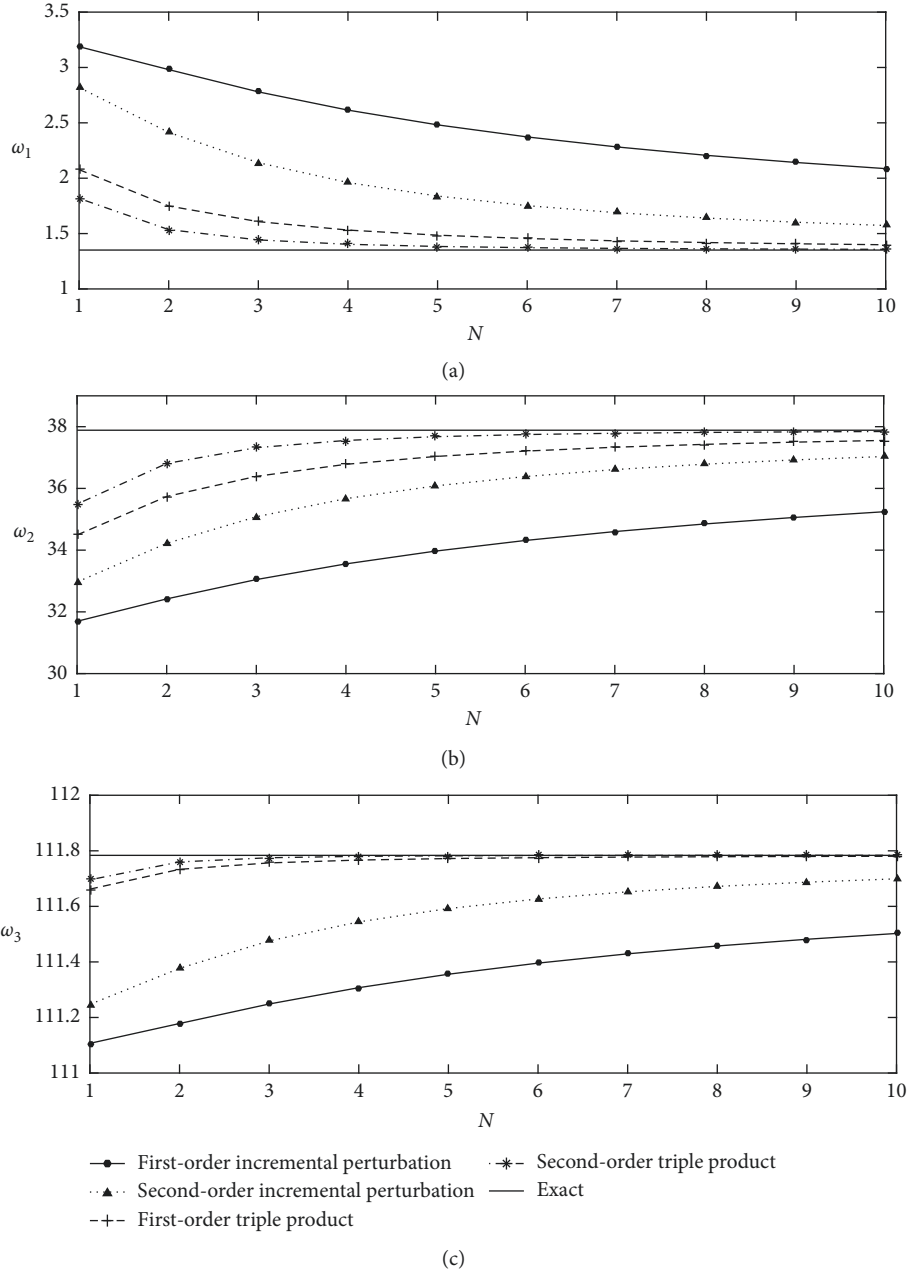 3.5
3
2.5
ω1
2
1.5
1
1 2 3 4 5 6 7 8 9 10
N
(a)
38
36
ω2
34
32
30
1 2 3 4 5 6 7 8 9 10
N
(b)
112
111.8
111.6
ω3
111.4
111.2
111
1 2 3 4 5 6 7 8 9 10
N
First-order incremental perturbation
Second-order incremental perturbation
First-order triple product
Second-order triple product
Exact
(c)